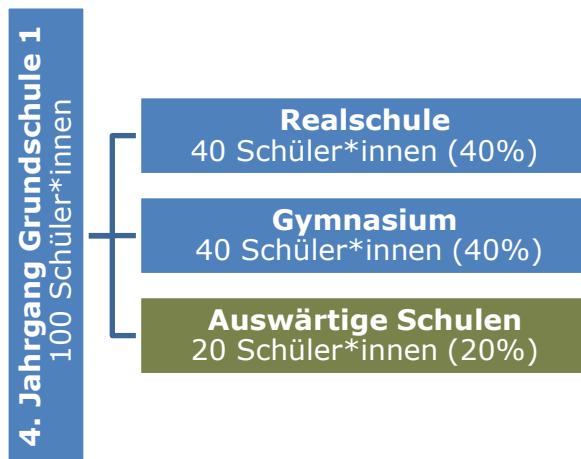 4. Jahrgang Grundschule 1
100 Schüler*innen
Realschule
40 Schüler*innen (40%)
Gymnasium
40 Schüler*innen (40%)
Auswärtige Schulen
20 Schüler*innen (20%)